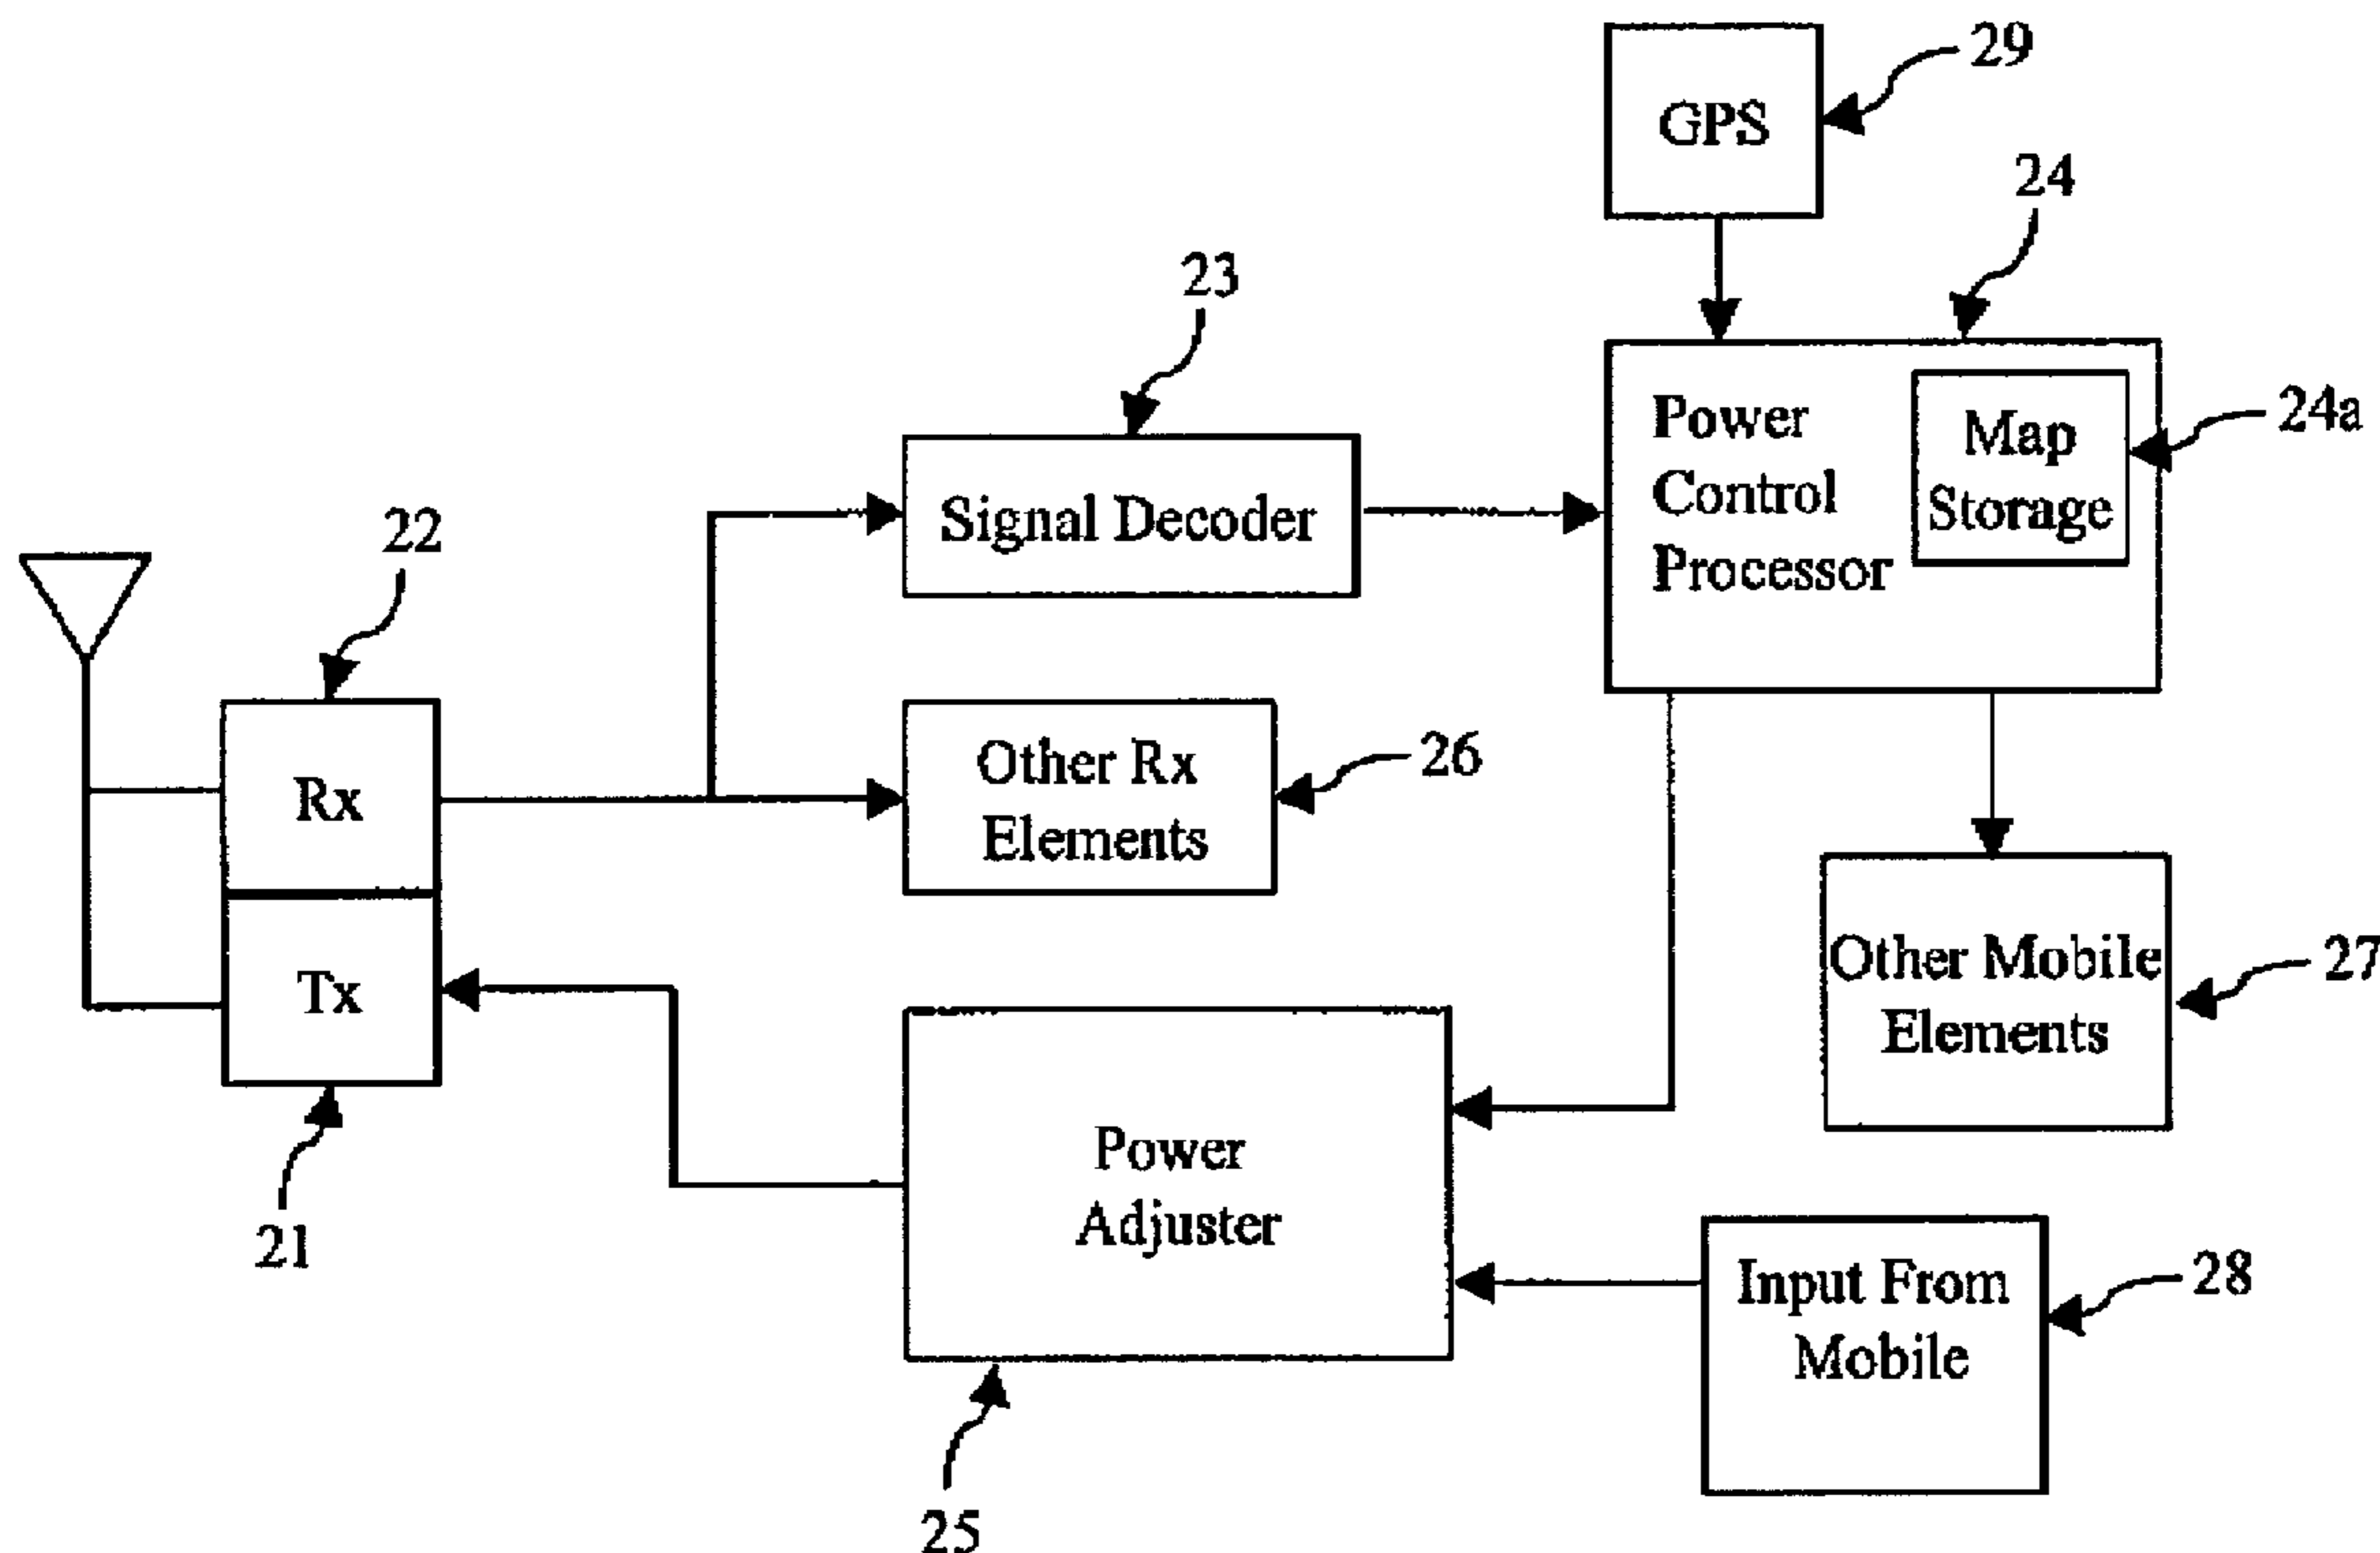 29
GPS
24
23
Power
Control
Processor
Map
Storage
24a
22
Signal Decoder
Rx
Other Rx
Elements
26
Tx
Other Mobile
Elements
27
21
Power
Adjuster
Input From
Mobile
28
25